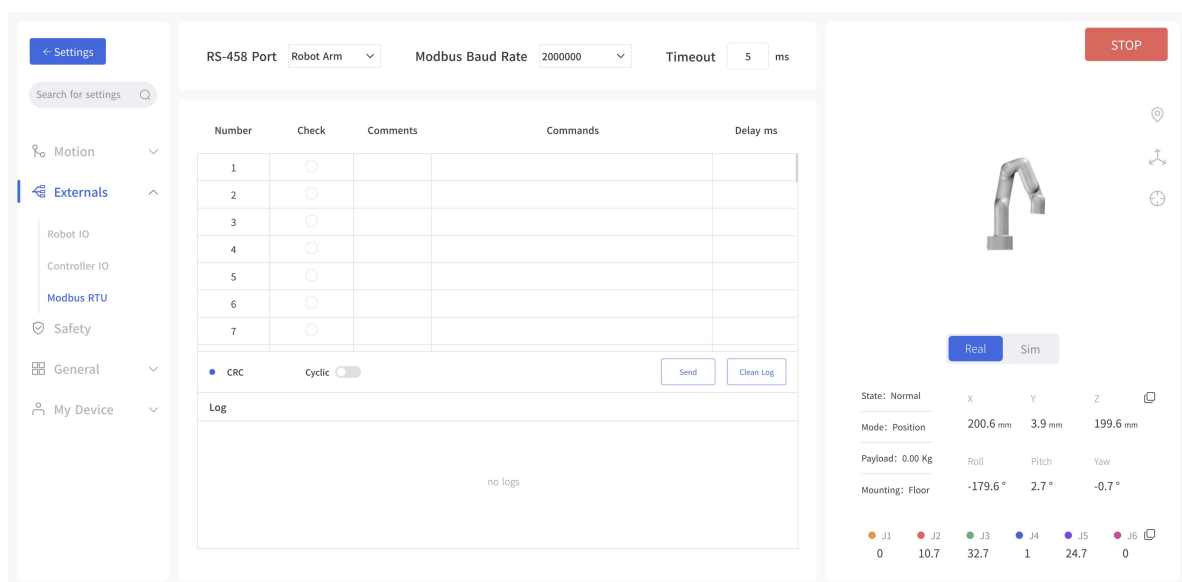 ← Settings
Search for settings
Motion
Externals
Robot IO
Controller IO
Modbus RTU
Safety
General
My Device
RS-458 Port Robot Arm Modbus Baud Rate 2000000 Timeout 5 ms
Number Check Comments Commands Delay ms
1
2
3
4
5
6
7
CRC Cyclic Send Clean Log
Log
no logs
STOP
Real Sim
State: Normal
Mode: Position
Payload: 0.00 Kg
Mounting: Floor
X Y Z
200.6 mm 3.9 mm 199.6 mm
Roll Pitch Yaw
-179.6 ° 2.7 ° -0.7 °
J1 J2 J3 J4 J5 J6
0 10.7 32.7 1 24.7 0